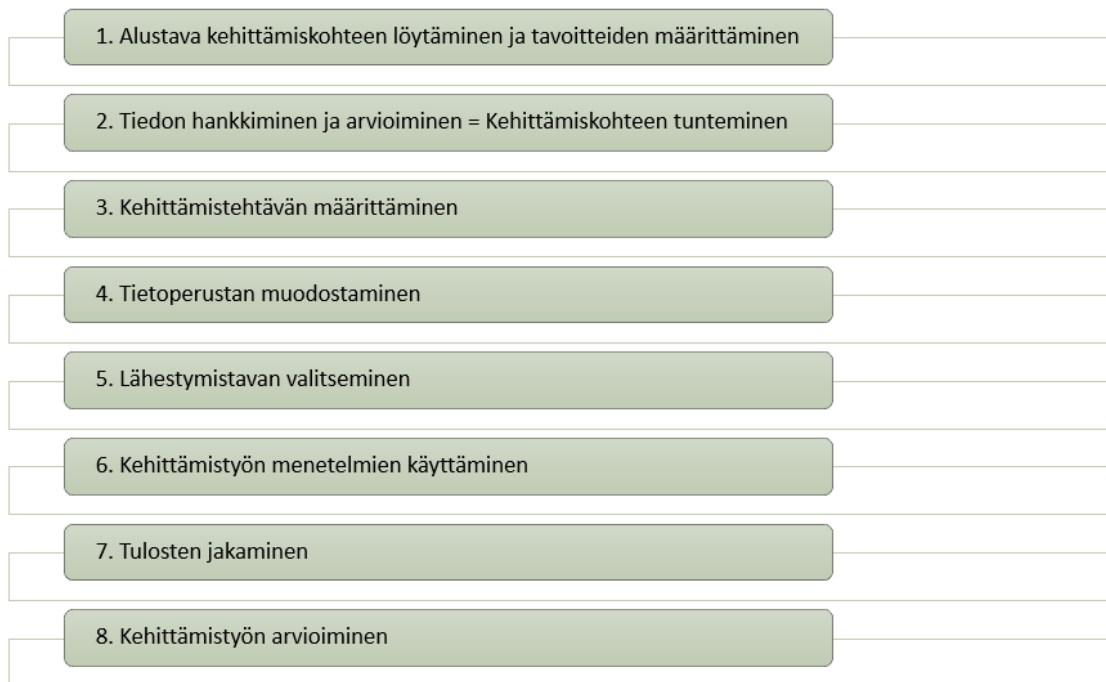 1. Alustava kehittämiskohteen löytäminen ja tavoitteiden määrittäminen
2. Tiedon hankkiminen ja arvioiminen = Kehittämiskohteen tunteminen
3. Kehittämistehtävän määrittäminen
4. Tietoperustan muodostaminen
5. Lähestymistavan valitseminen
6. Kehittämistyön menetelmien käyttäminen
7. Tulosten jakaminen
8. Kehittämistyön arvioiminen